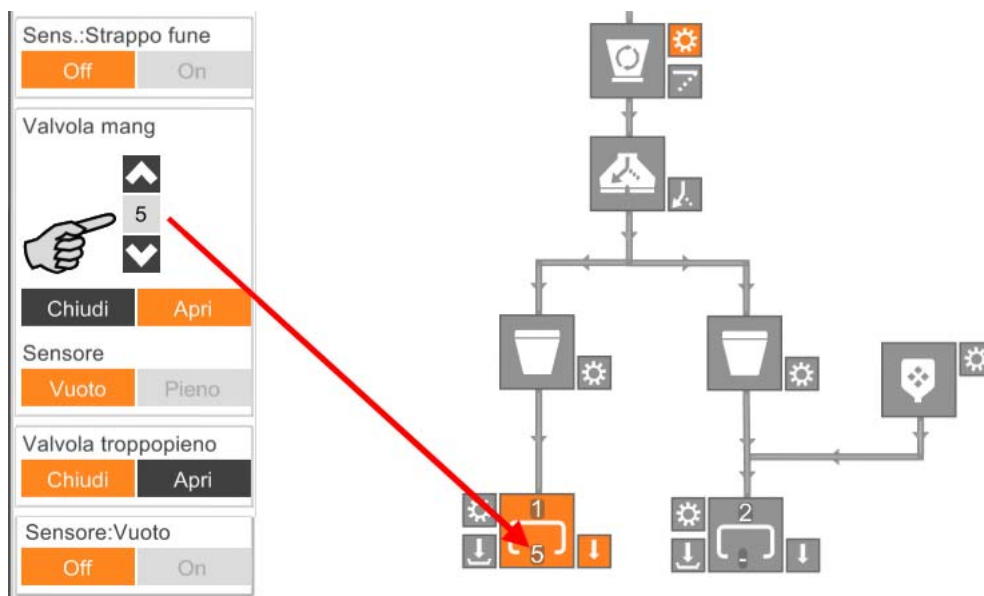 Sens.:Strappo fune
Off On
Valvola mang
5
Chiudi Apri
Sensore
Vuoto Pieno
Valvola troppopieno
Chiudi Apri
Sensore:Vuoto
Off On
1
5
2
-